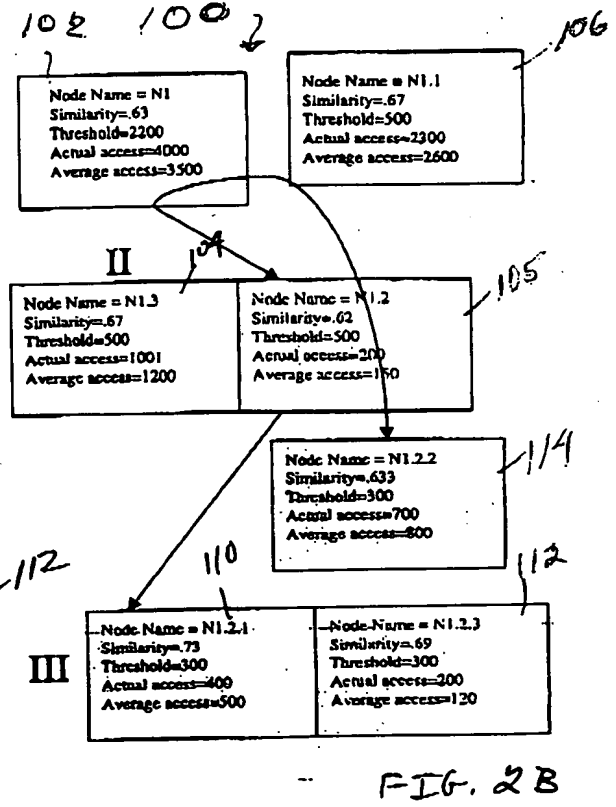 102 100
106
Node Name = N1
Similarity=.63
Threshold=2200
Actual access=4000
Average access=3500
Node Name = N1.1
Similarity=.67
Threshold=500
Actual access=2300
Average access=2600
II
104
105
Node Name = N1.3
Similarity=.67
Threshold=500
Actual access=1001
Average access=1200
Node Name = N1.2
Similarity=.62
Threshold=500
Actual access=200
Average access=150
114
Node Name = N1.2.2
Similarity=.633
Threshold=300
Actual access=700
Average access=800
112
110
112
III
Node Name = N1.2.1
Similarity=.73
Threshold=300
Actual access=400
Average access=500
Node Name = N1.2.3
Similarity=.69
Threshold=300
Actual access=200
Average access=120
FIG. 2B